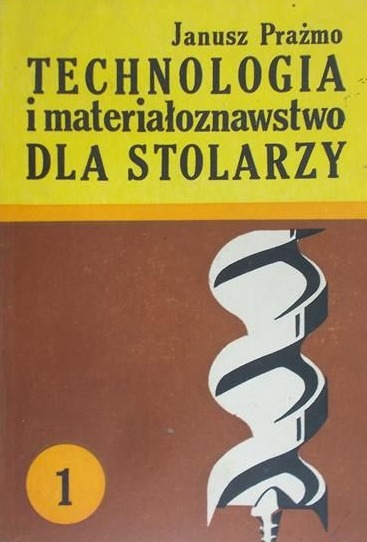 Janusz Prażmo
TECHNOLOGIA
i materiałoznawstwo
DLA STOLARZY
1